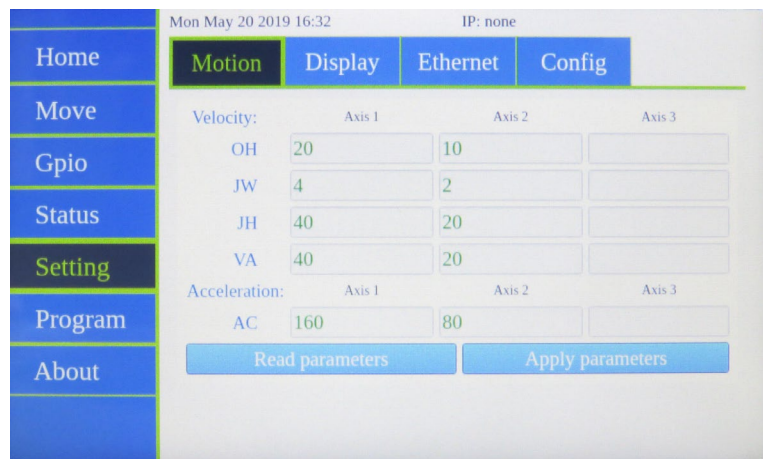 Mon May 20 2019 16:32 IP: none
Home
Move
Gpio
Status
Setting
Program
About
Motion Display Ethernet Config
Velocity: Axis 1 Axis 2 Axis 3
OH 20 10
JW 4 2
JH 40 20
VA 40 20
Acceleration: Axis 1 Axis 2 Axis 3
AC 160 80
Read parameters Apply parameters